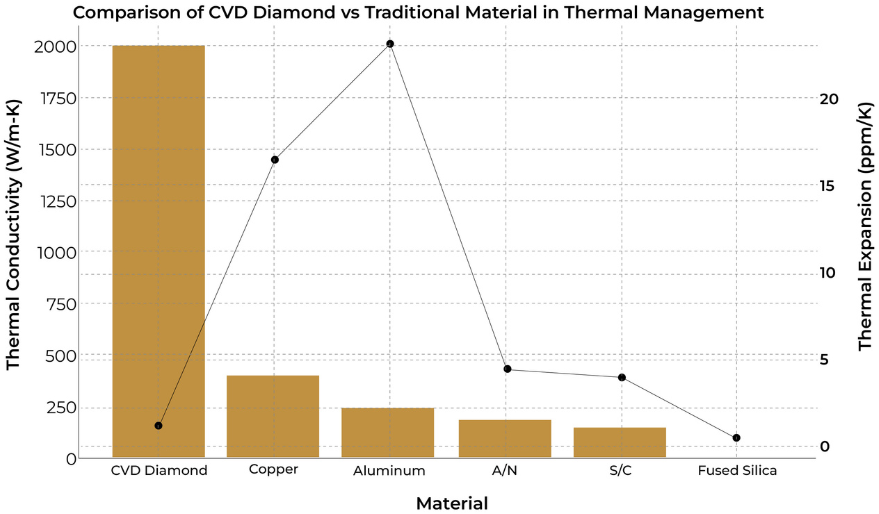 Comparison of CVD Diamond vs Traditional Material in Thermal Management
Thermal Conductivity (W/m-K)
2000
1750
1500
1250
1000
750
500
250
0
20
15
10
5
0
Thermal Expansion (ppm/K)
CVD Diamond Copper Aluminum A/N S/C Fused Silica
Material